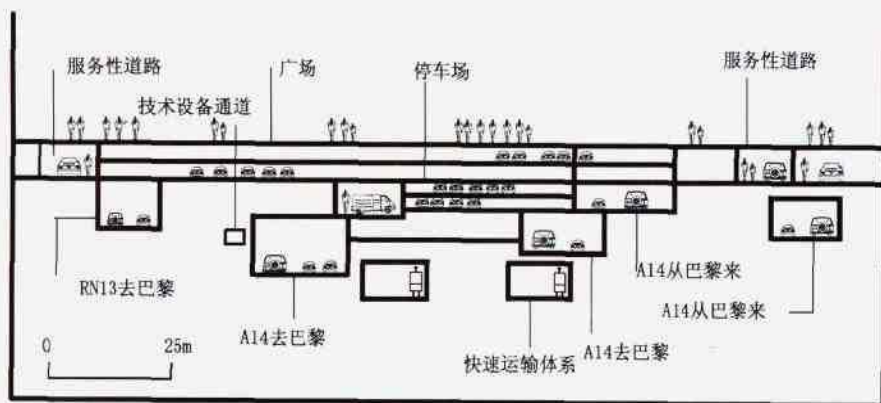 服务性道路
广场
停车场
服务性道路
技术设备通道
RN13去巴黎
A14去巴黎
快速运输体系
A14去巴黎
A14从巴黎来
A14从巴黎来
0
25m